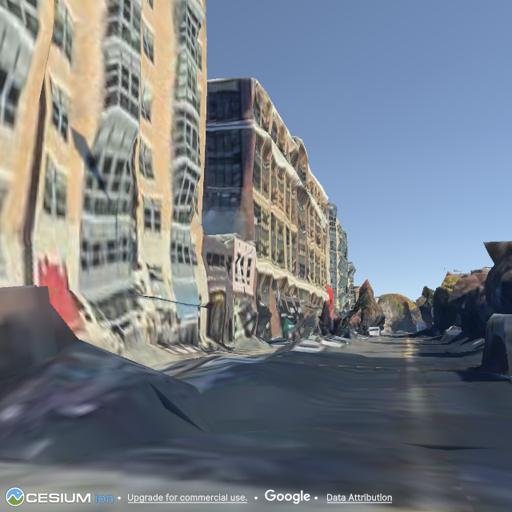 CESIUM ion • Upgrade for commercial use. • Google • Data Attribution